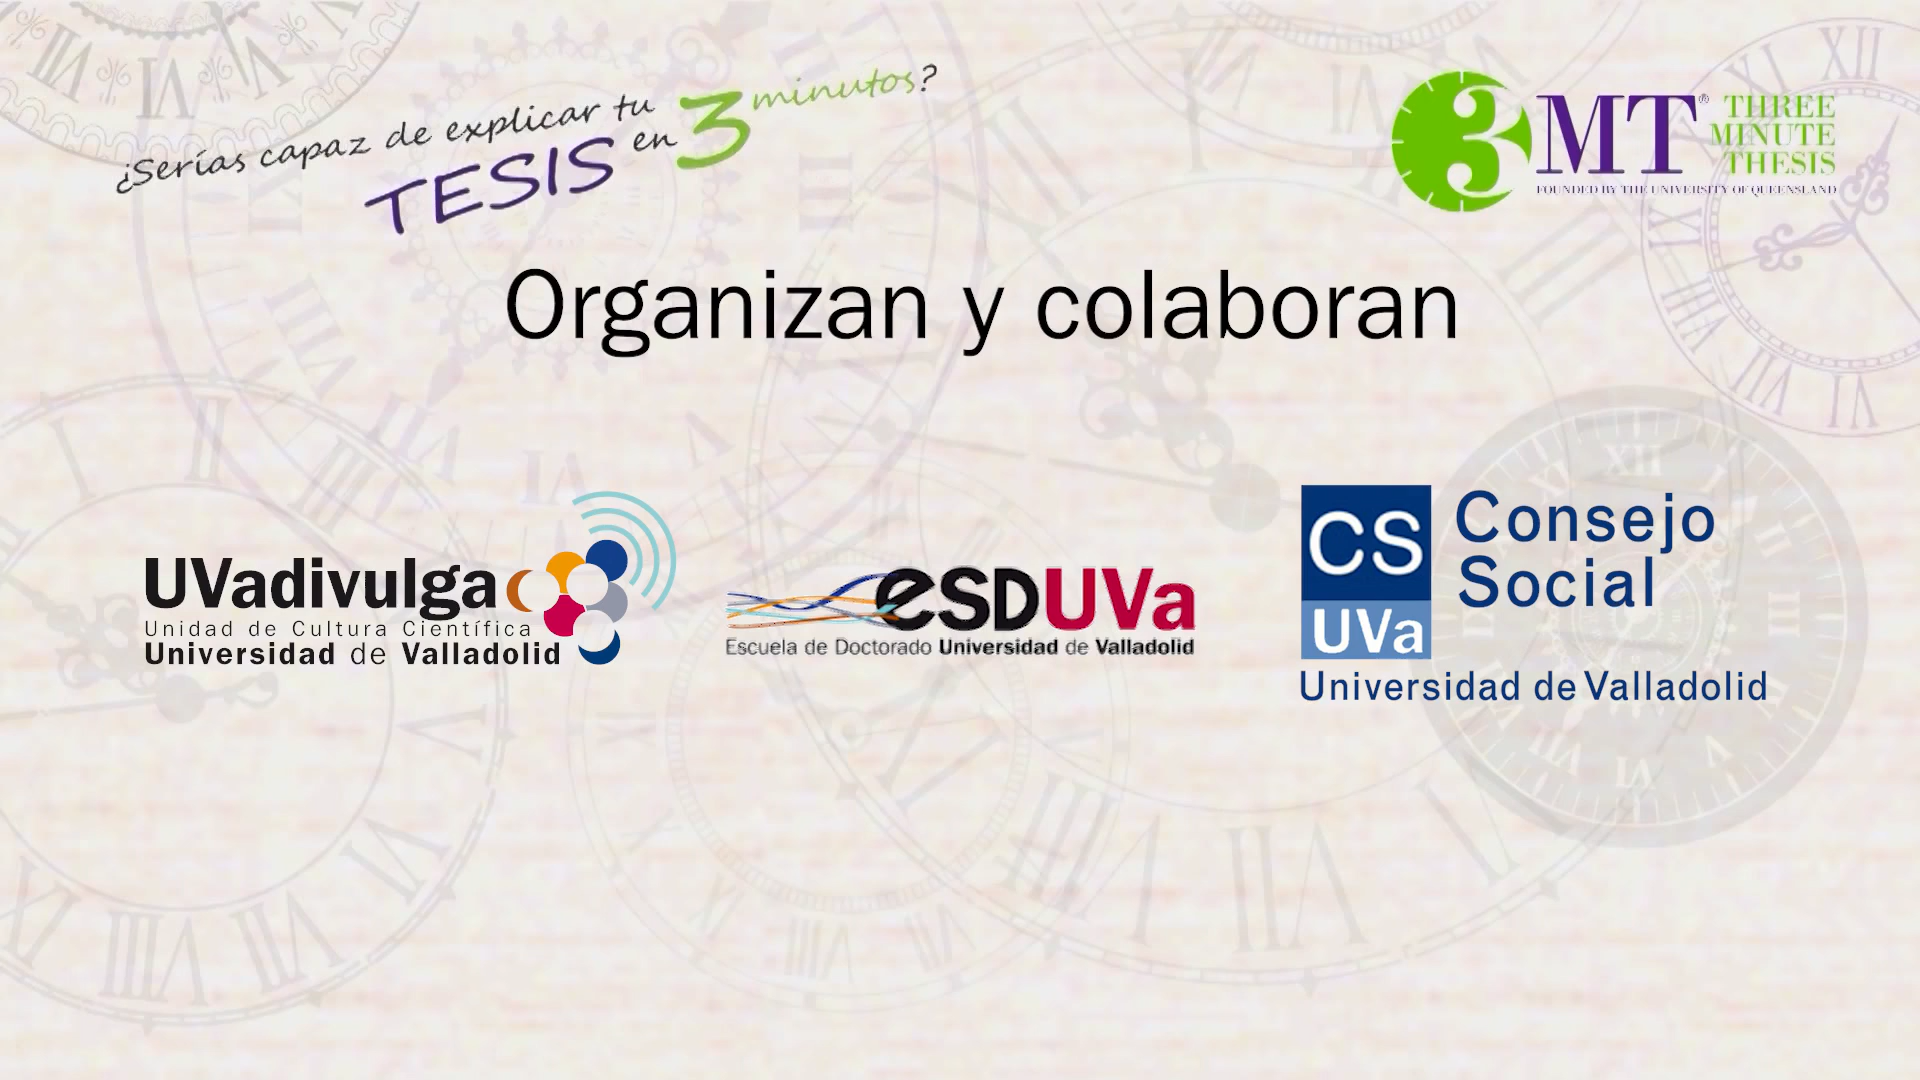 ¿Serías capaz de explicar tu
TESIS en 3 minutos?
3MT® THREE
MINUTE
THESIS
FOUNDED BY THE UNIVERSITY OF QUEENSLAND
Organizan y colaboran
UVadivulga
Unidad de Cultura Científica
Universidad de Valladolid
esDUVa
Escuela de Doctorado Universidad de Valladolid
CS Consejo
Social
UVa
Universidad de Valladolid